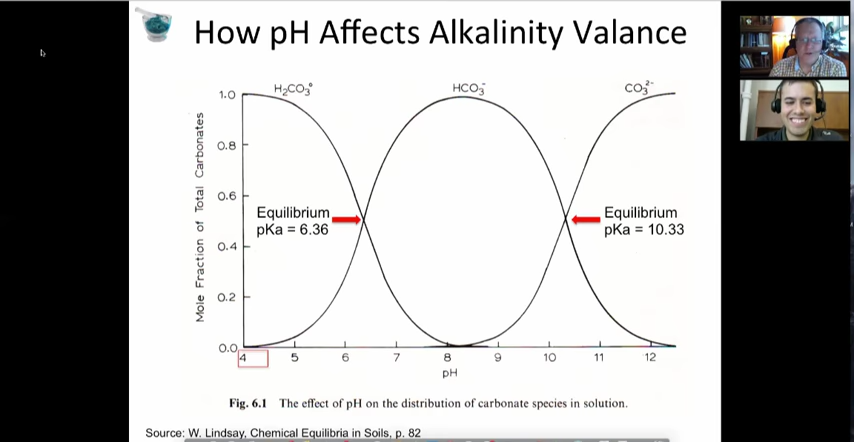 How pH Affects Alkalinity Valance
H₂CO₃° HCO₃⁻ CO₃²⁻
1.0
0.8
0.6
0.4
0.2
0.0
Mole Fraction of Total Carbonates
Equilibrium
pKa = 6.36
Equilibrium
pKa = 10.33
4 5 6 7 8 9 10 11 12
pH
Fig. 6.1 The effect of pH on the distribution of carbonate species in solution.
Source: W. Lindsay, Chemical Equilibria in Soils, p. 82